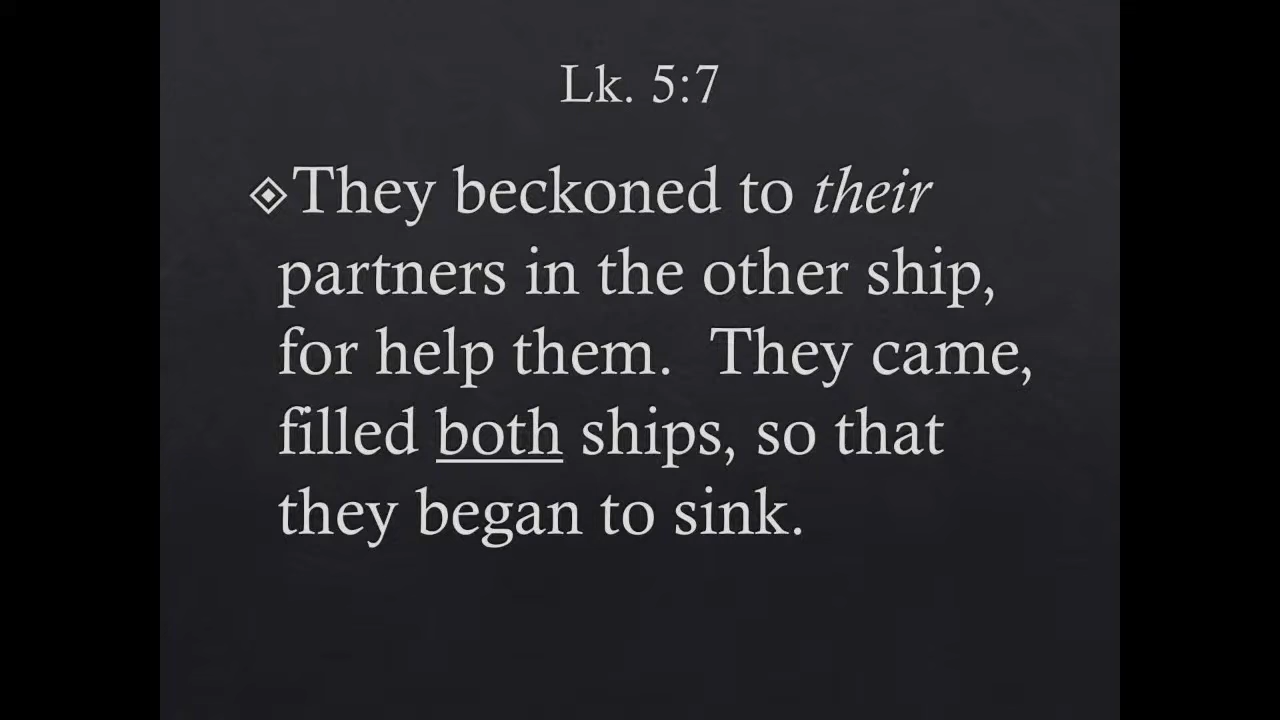 Lk. 5:7
They beckoned to their
partners in the other ship,
for help them.  They came,
filled both ships, so that
they began to sink.